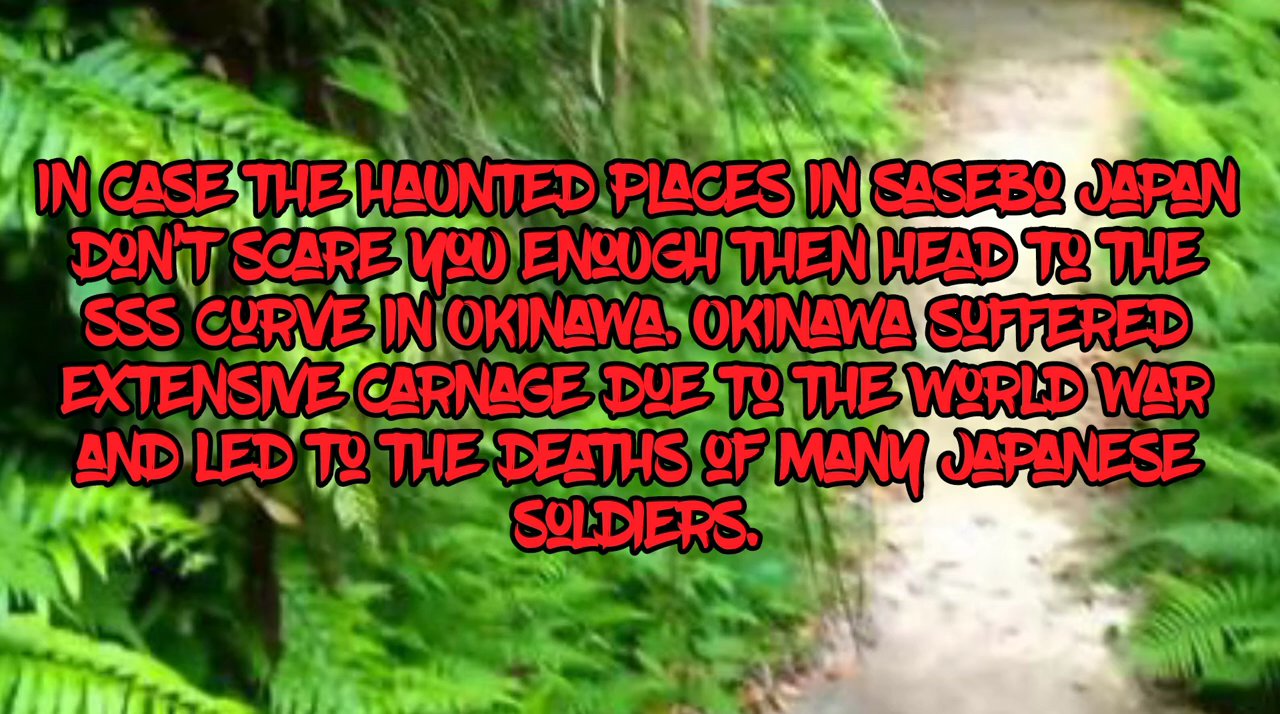 IN CASE THE HAUNTED PLACES IN SASEBO JAPAN
DON'T SCARE YOU ENOUGH THEN HEAD TO THE
SSS CURVE IN OKINAWA. OKINAWA SUFFERED
EXTENSIVE CARNAGE DUE TO THE WORLD WAR
AND LED TO THE DEATHS OF MANY JAPANESE
SOLDIERS.